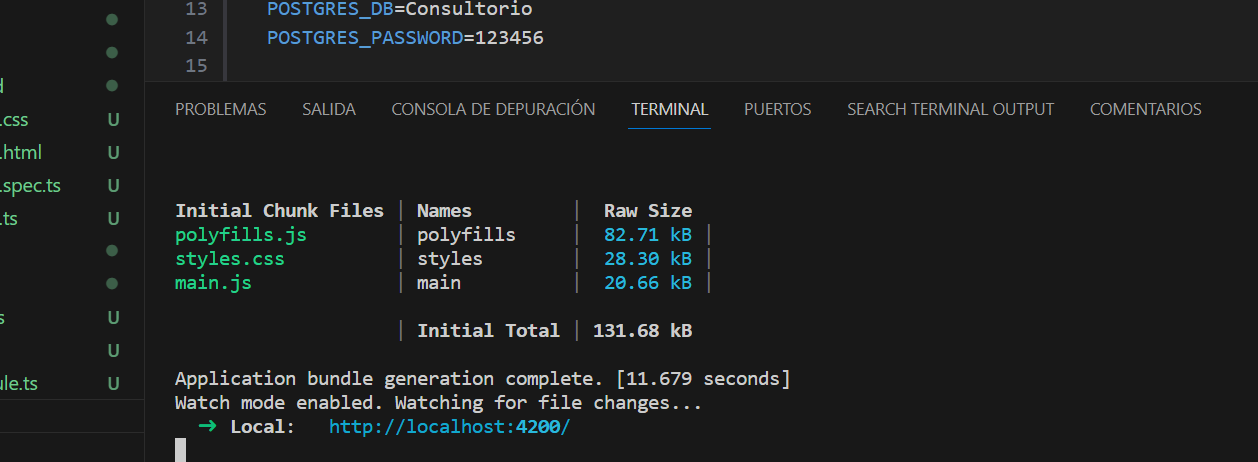 13 POSTGRES_DB=Consultorio
14 POSTGRES_PASSWORD=123456
15
.css U
.html U
.spec.ts U
.ts U
s U
U
ule.ts U
PROBLEMAS SALIDA CONSOLA DE DEPURACIÓN TERMINAL PUERTOS SEARCH TERMINAL OUTPUT COMENTARIOS
Initial Chunk Files | Names | Raw Size
polyfills.js | polyfills | 82.71 kB |
styles.css | styles | 28.30 kB |
main.js | main | 20.66 kB |
| Initial Total | 131.68 kB
Application bundle generation complete. [11.679 seconds]
Watch mode enabled. Watching for file changes...
➜ Local: http://localhost:4200/